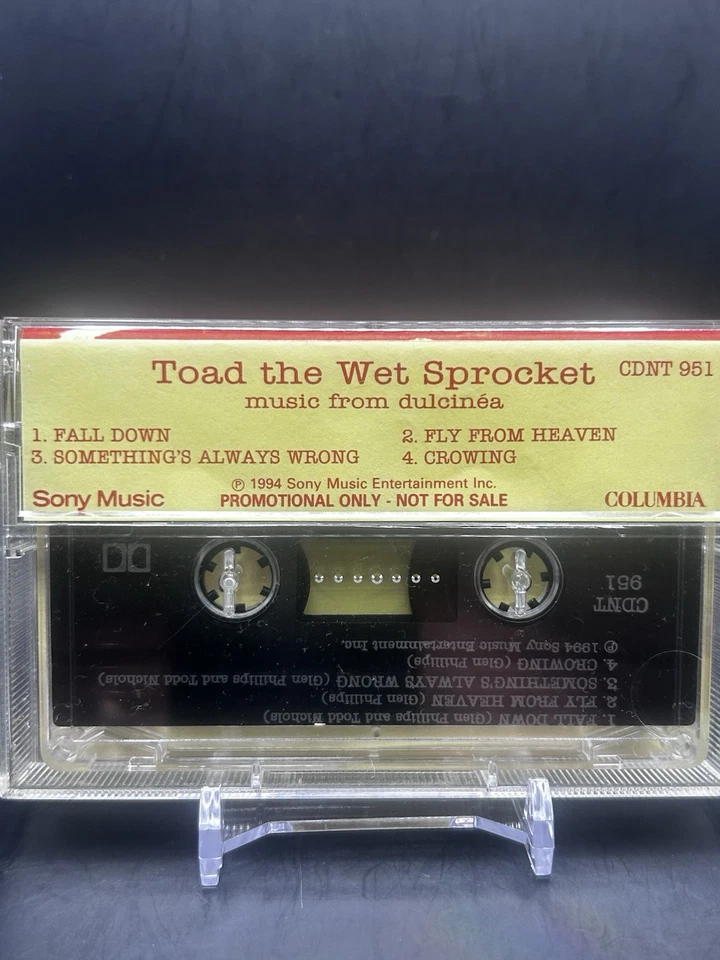 Toad the Wet Sprocket CDNT 951
music from dulcinéa
1. FALL DOWN 2. FLY FROM HEAVEN
3. SOMETHING'S ALWAYS WRONG 4. CROWING
℗ 1994 Sony Music Entertainment Inc.
Sony Music PROMOTIONAL ONLY - NOT FOR SALE COLUMBIA
CDNT
951
1. FALL DOWN (Glen Phillips and Todd Nichols)
2. FLY FROM HEAVEN (Glen Phillips)
3. SOMETHING'S ALWAYS WRONG (Glen Phillips and Todd Nichols)
4. CROWING (Glen Phillips)
℗ 1994 Sony Music Entertainment Inc.